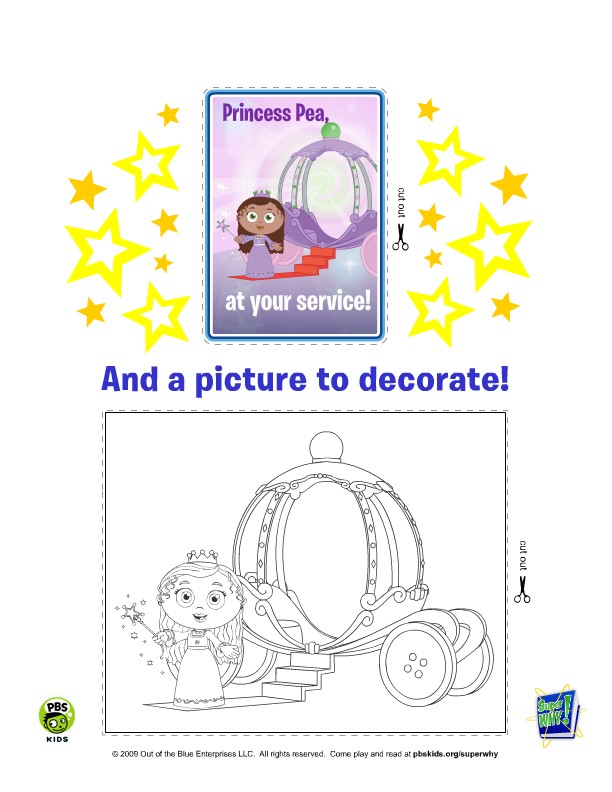 Princess Pea,
cut out
at your service!
And a picture to decorate!
cut out
PBS
KIDS
SUPER
WHY!
© 2009 Out of the Blue Enterprises LLC. All rights reserved. Come play and read at pbskids.org/superwhy